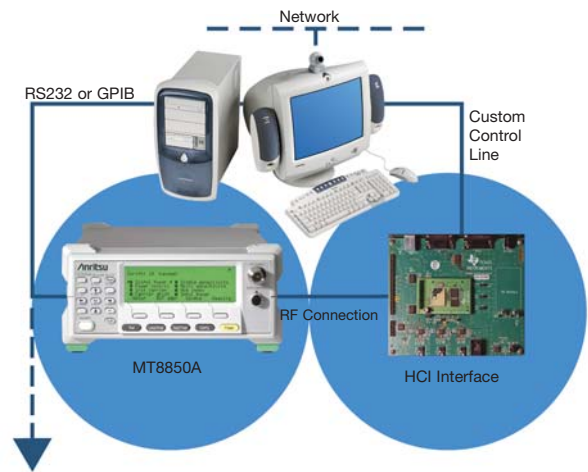 Network
RS232 or GPIB
Custom
Control
Line
Anritsu
RF Connection
MT8850A
HCI Interface